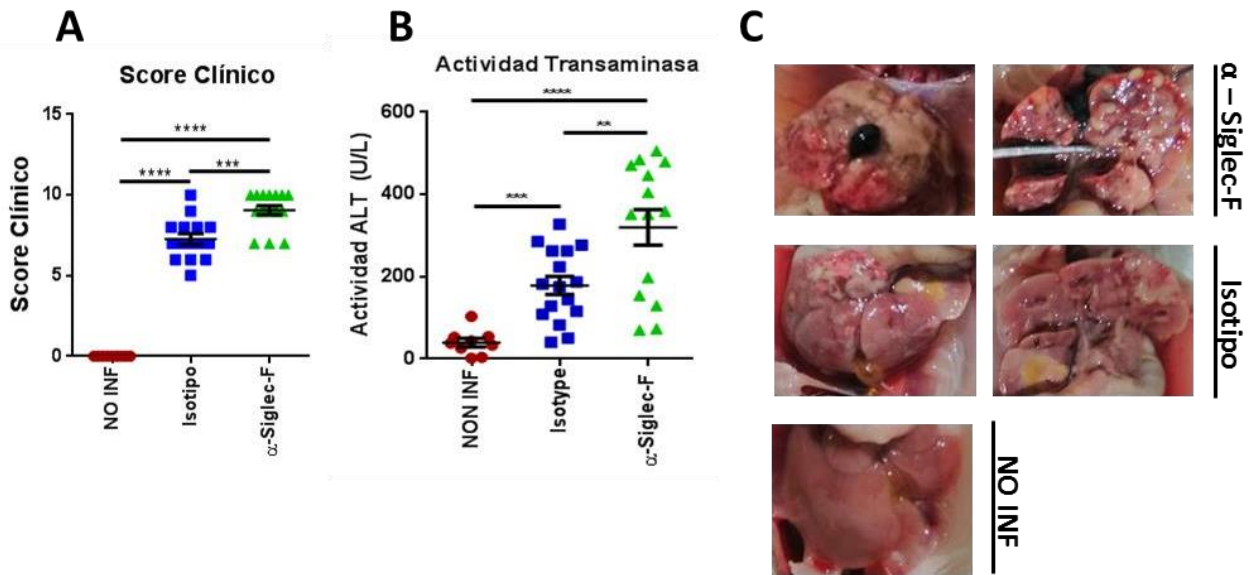 A
B
C
Score Clínico
Score Clínico
15
10
5
0
****
****
***
NO INF
Isotipo
α-Siglec-F
Actividad Transaminasa
Actividad ALT (U/L)
600
400
200
0
****
**
***
NON INF
Isotype
α-Siglec-F
α – Siglec-F
Isotipo
NO INF